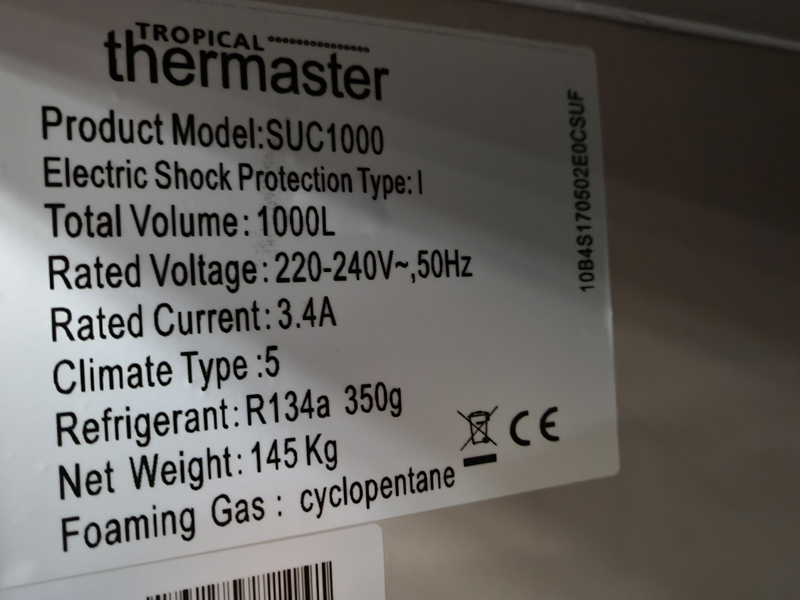 TROPICAL
thermaster
Product Model:SUC1000
Electric Shock Protection Type: I
Total Volume: 1000L
Rated Voltage: 220-240V~,50Hz
Rated Current: 3.4A
Climate Type :5
Refrigerant: R134a 350g
Net Weight: 145 Kg
Foaming Gas : cyclopentane
CE
10B4S170502E0CSUF